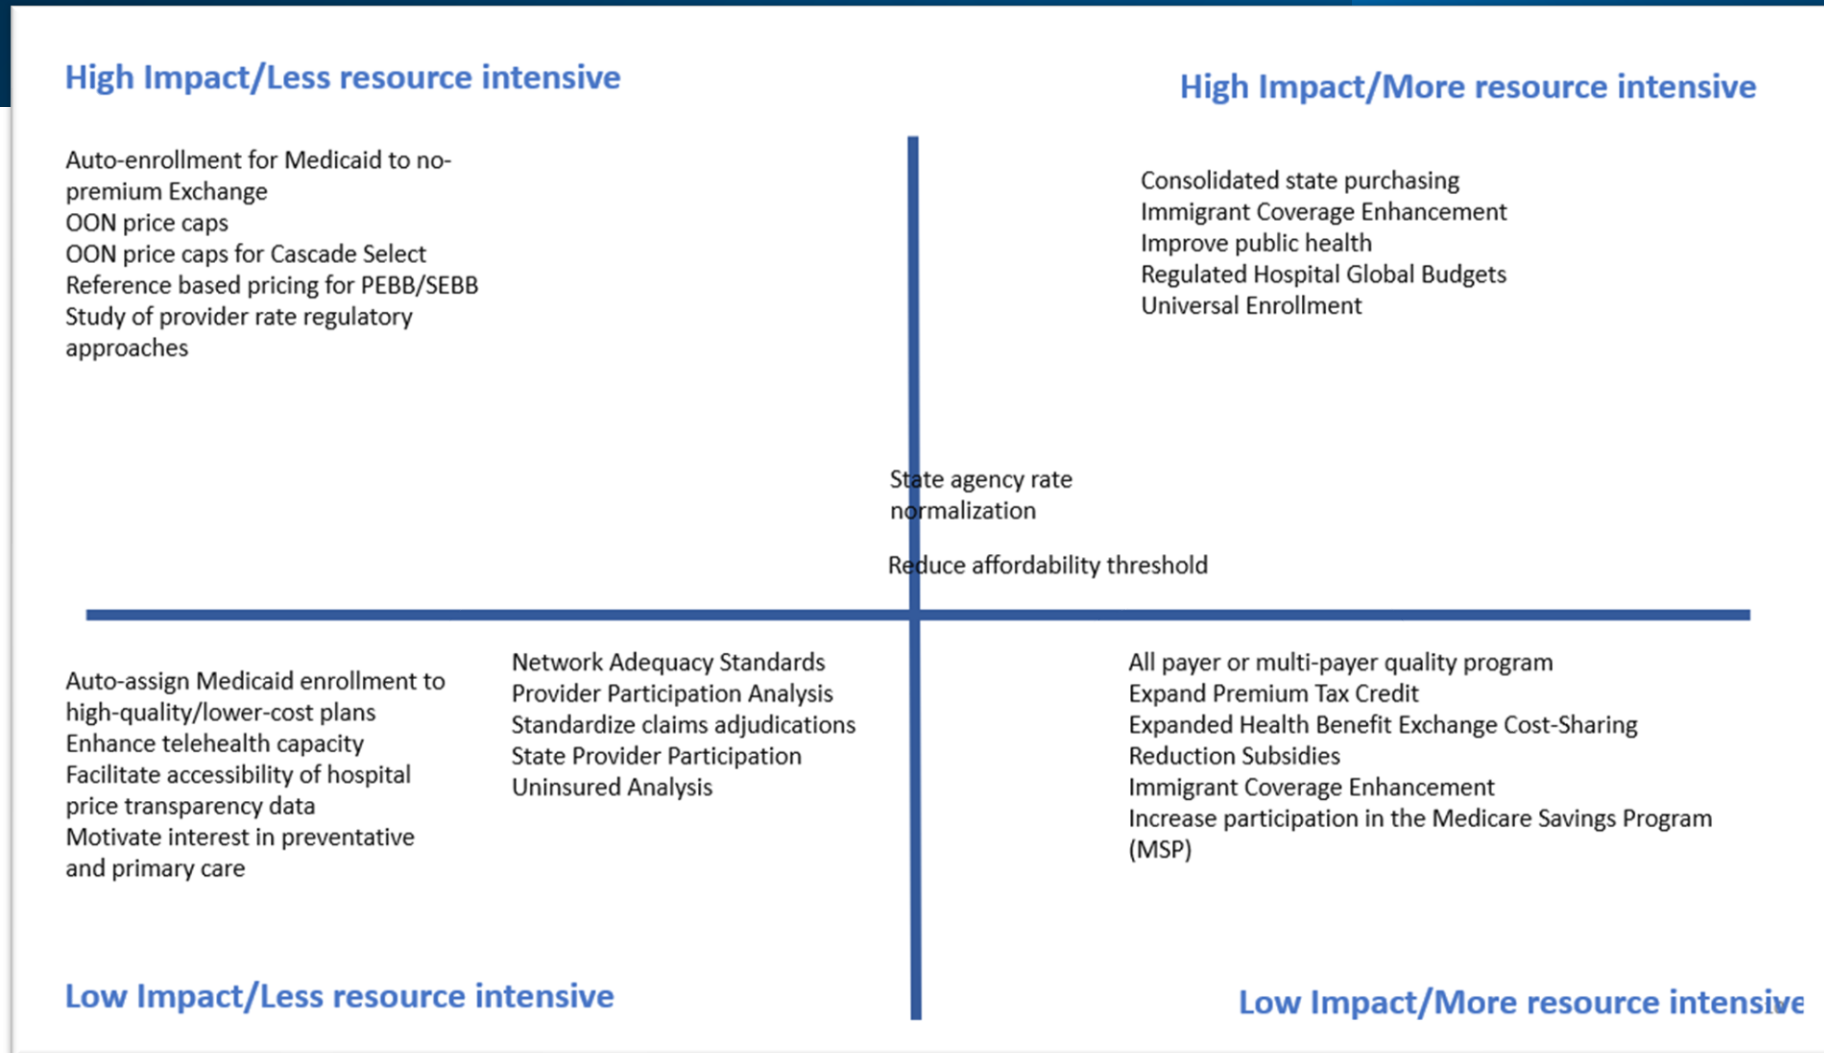 High Impact/Less resource intensive
High Impact/More resource intensive
Auto-enrollment for Medicaid to no-
premium Exchange
OON price caps
OON price caps for Cascade Select
Reference based pricing for PEBB/SEBB
Study of provider rate regulatory
approaches
Consolidated state purchasing
Immigrant Coverage Enhancement
Improve public health
Regulated Hospital Global Budgets
Universal Enrollment
State agency rate
normalization
Reduce affordability threshold
Auto-assign Medicaid enrollment to
high-quality/lower-cost plans
Enhance telehealth capacity
Facilitate accessibility of hospital
price transparency data
Motivate interest in preventative
and primary care
Network Adequacy Standards
Provider Participation Analysis
Standardize claims adjudications
State Provider Participation
Uninsured Analysis
All payer or multi-payer quality program
Expand Premium Tax Credit
Expanded Health Benefit Exchange Cost-Sharing
Reduction Subsidies
Immigrant Coverage Enhancement
Increase participation in the Medicare Savings Program
(MSP)
Low Impact/Less resource intensive
Low Impact/More resource intensive